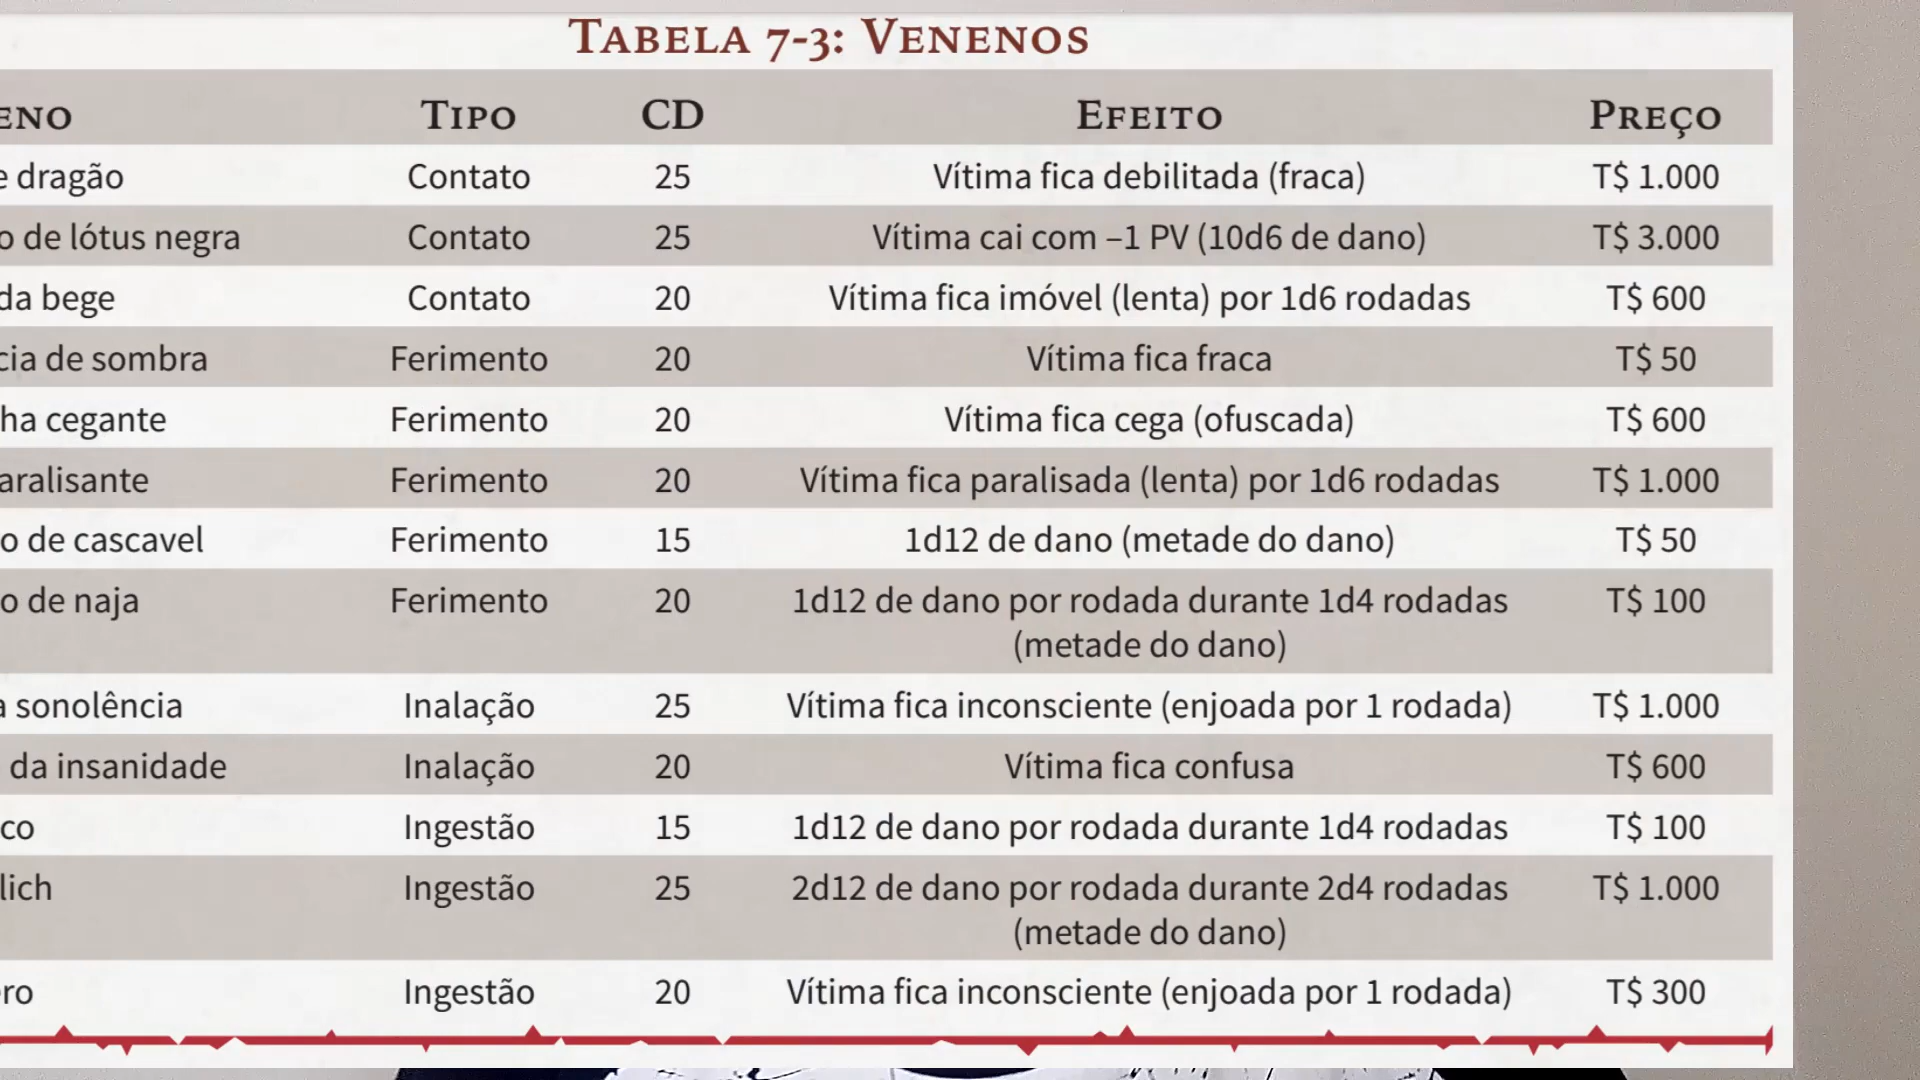 TABELA 7-3: VENENOS
ENO TIPO CD EFEITO PREÇO
e dragão Contato 25 Vítima fica debilitada (fraca) T$ 1.000
o de lótus negra Contato 25 Vítima cai com –1 PV (10d6 de dano) T$ 3.000
da bege Contato 20 Vítima fica imóvel (lenta) por 1d6 rodadas T$ 600
cia de sombra Ferimento 20 Vítima fica fraca T$ 50
ha cegante Ferimento 20 Vítima fica cega (ofuscada) T$ 600
aralisante Ferimento 20 Vítima fica paralisada (lenta) por 1d6 rodadas T$ 1.000
o de cascavel Ferimento 15 1d12 de dano (metade do dano) T$ 50
o de naja Ferimento 20 1d12 de dano por rodada durante 1d4 rodadas T$ 100
(metade do dano)
a sonolência Inalação 25 Vítima fica inconsciente (enjoada por 1 rodada) T$ 1.000
da insanidade Inalação 20 Vítima fica confusa T$ 600
co Ingestão 15 1d12 de dano por rodada durante 1d4 rodadas T$ 100
lich Ingestão 25 2d12 de dano por rodada durante 2d4 rodadas T$ 1.000
(metade do dano)
ro Ingestão 20 Vítima fica inconsciente (enjoada por 1 rodada) T$ 300